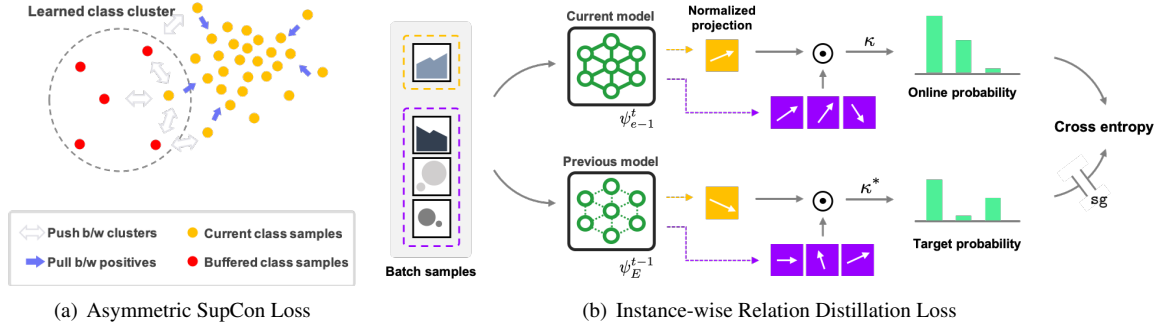 Learned class cluster
Push b/w clusters
Current class samples
Pull b/w positives
Buffered class samples
(a) Asymmetric SupCon Loss
Batch samples
Current model
ψ^t_{e−1}
Normalized
projection
κ
Online probability
Previous model
ψ^{t−1}_E
κ*
Target probability
Cross entropy
sg
(b) Instance-wise Relation Distillation Loss